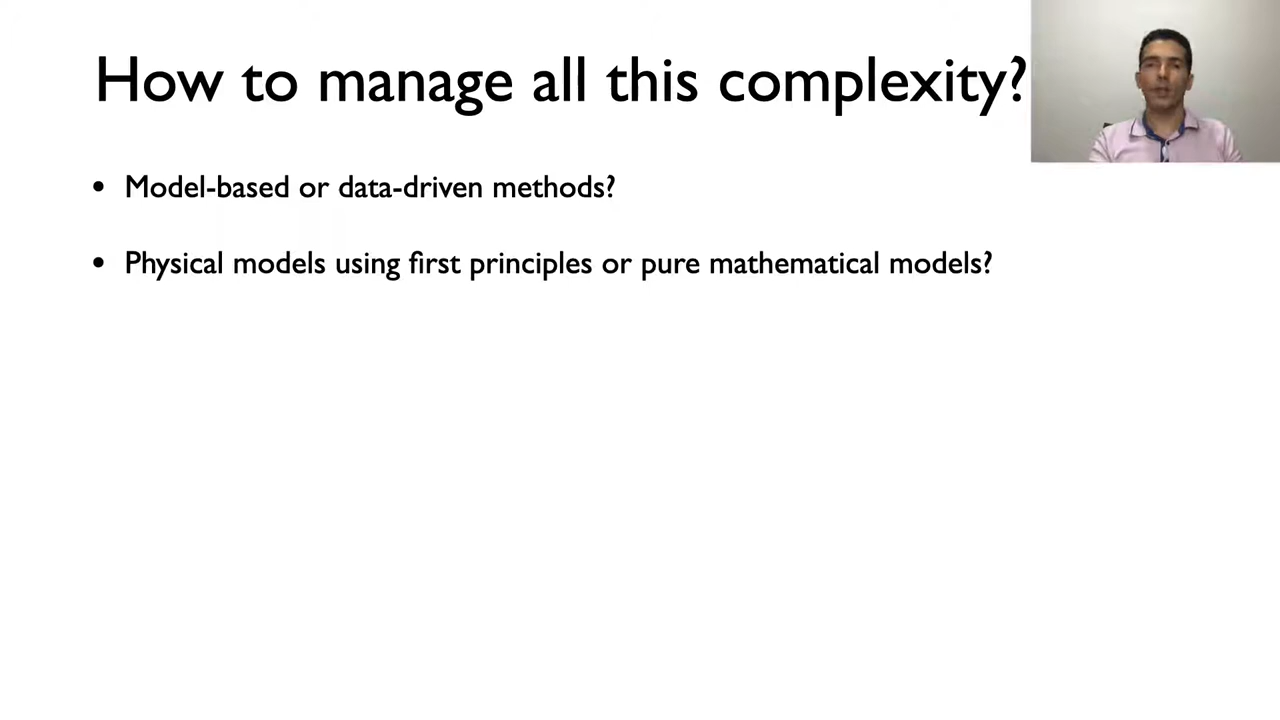 How to manage all this complexity?
• Model-based or data-driven methods?
• Physical models using first principles or pure mathematical models?